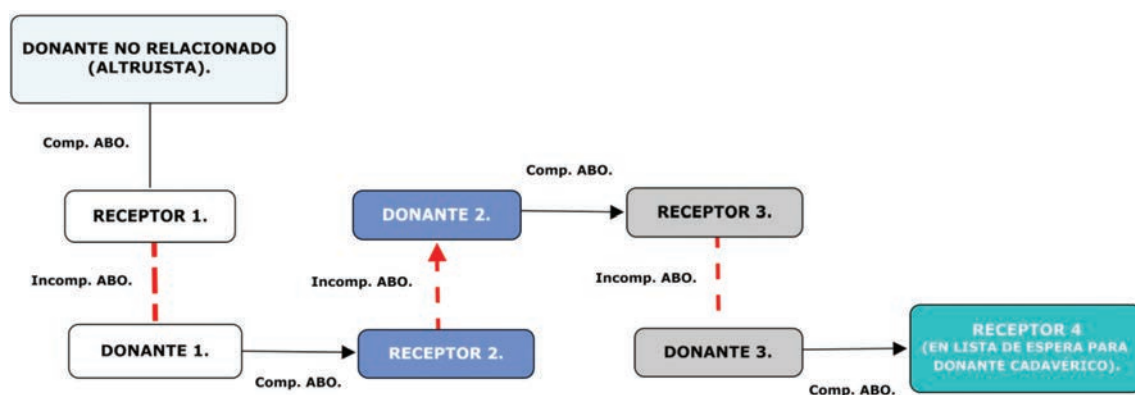 DONANTE NO RELACIONADO
(ALTRUISTA).
Comp. ABO.
RECEPTOR 1.
Incomp. ABO.
DONANTE 1.
Comp. ABO.
RECEPTOR 2.
Incomp. ABO.
DONANTE 2.
Comp. ABO.
RECEPTOR 3.
Incomp. ABO.
DONANTE 3.
Comp. ABO.
RECEPTOR 4
(EN LISTA DE ESPERA PARA
DONANTE CADAVÉRICO).